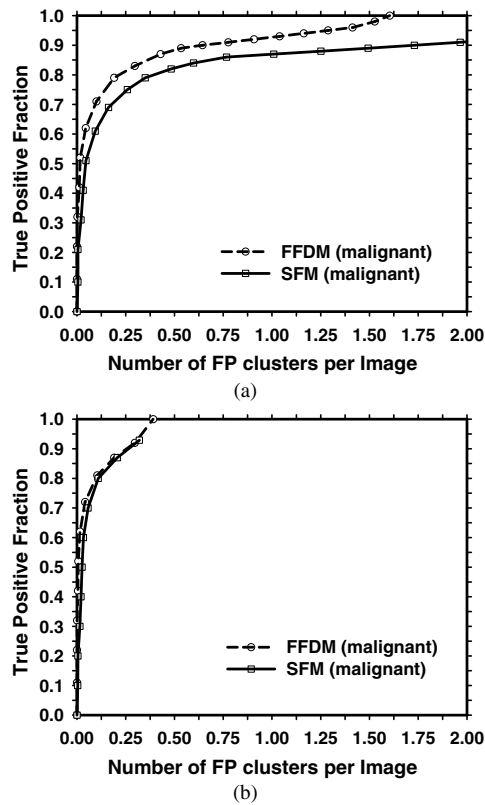 1.0
0.9
0.8
0.7
0.6
0.5
0.4
0.3
0.2
0.1
0.0
True Positive Fraction
FFDM (malignant)
SFM (malignant)
0.00 0.25 0.50 0.75 1.00 1.25 1.50 1.75 2.00
Number of FP clusters per Image
(a)
1.0
0.9
0.8
0.7
0.6
0.5
0.4
0.3
0.2
0.1
0.0
True Positive Fraction
FFDM (malignant)
SFM (malignant)
0.00 0.25 0.50 0.75 1.00 1.25 1.50 1.75 2.00
Number of FP clusters per Image
(b)